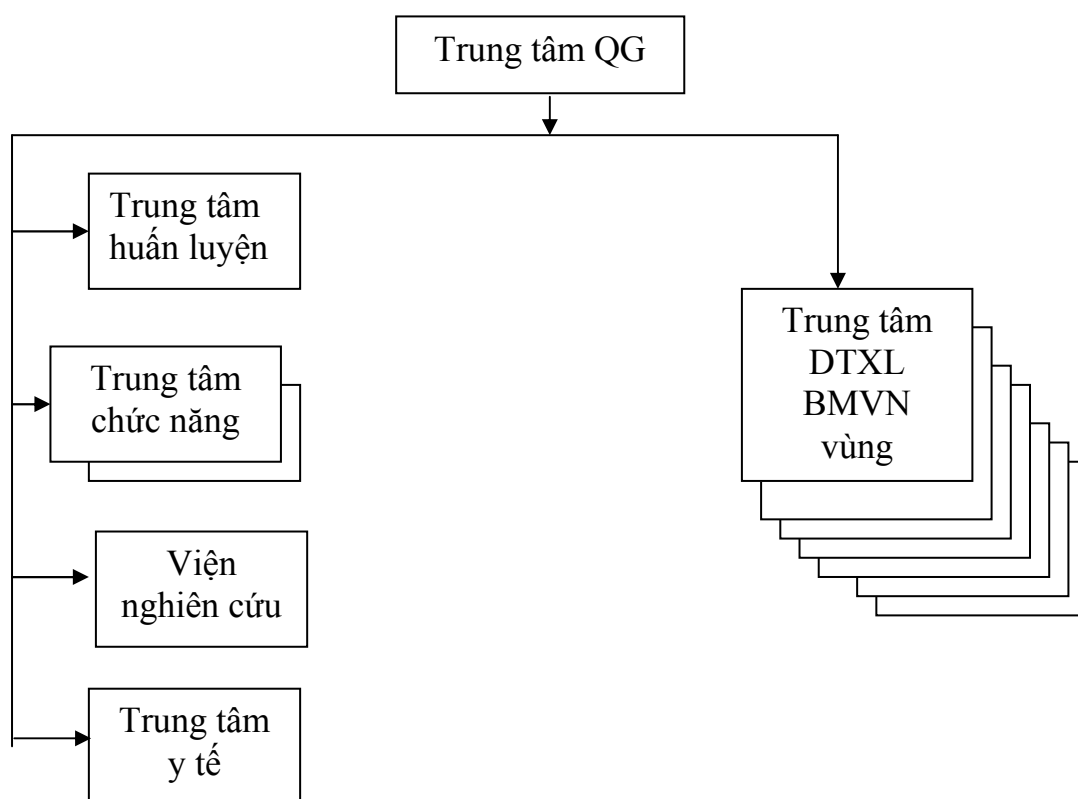 Trung tâm QG
Trung tâm
huấn luyện
Trung tâm
chức năng
Viện
nghiên cứu
Trung tâm
y tế
Trung tâm
DTXL
BMVN
vùng